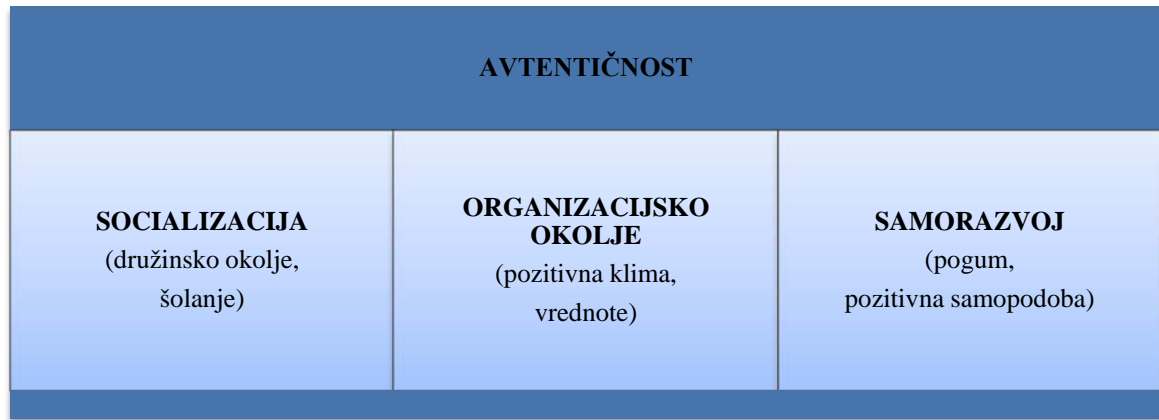 AVTENTIČNOST
SOCIALIZACIJA
(družinsko okolje,
šolanje)
ORGANIZACIJSKO
OKOLJE
(pozitivna klima,
vrednote)
SAMORAZVOJ
(pogum,
pozitivna samopodoba)